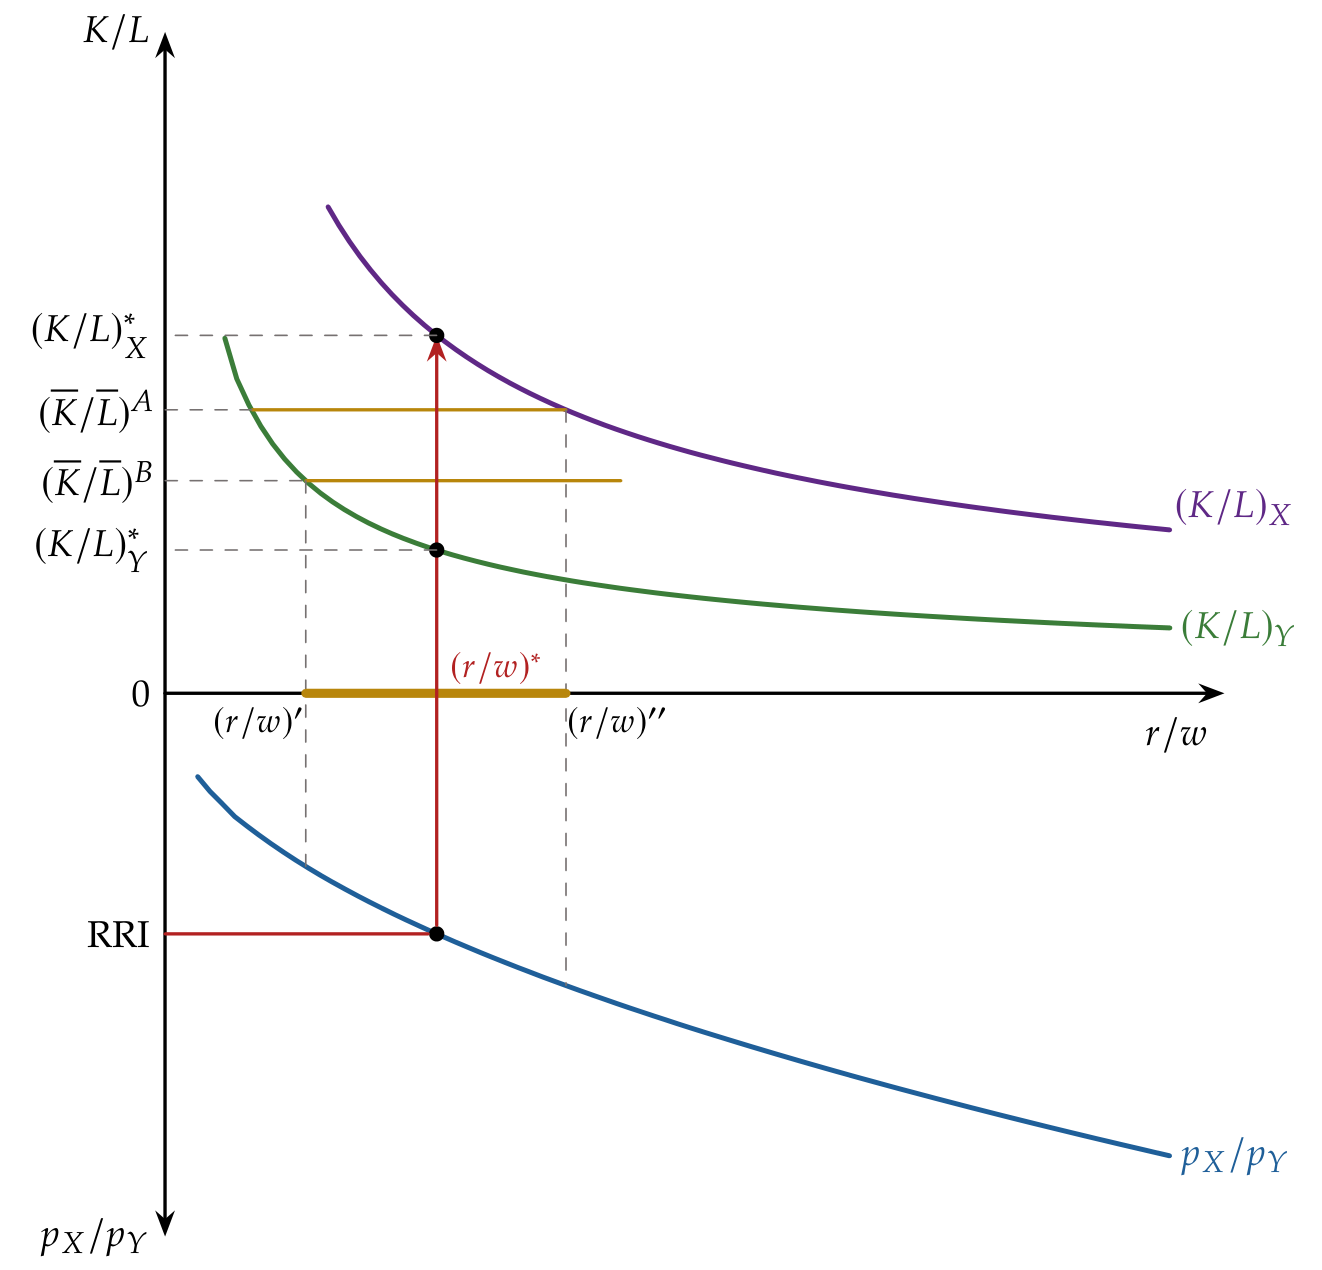 K/L
(K/L)*_X
(K̅/L̅)^A
(K̅/L̅)^B
(K/L)*_Y
(K/L)_X
(K/L)_Y
(r/w)*
0
(r/w)′
(r/w)″
r/w
RRI
p_X/p_Y
p_X/p_Y